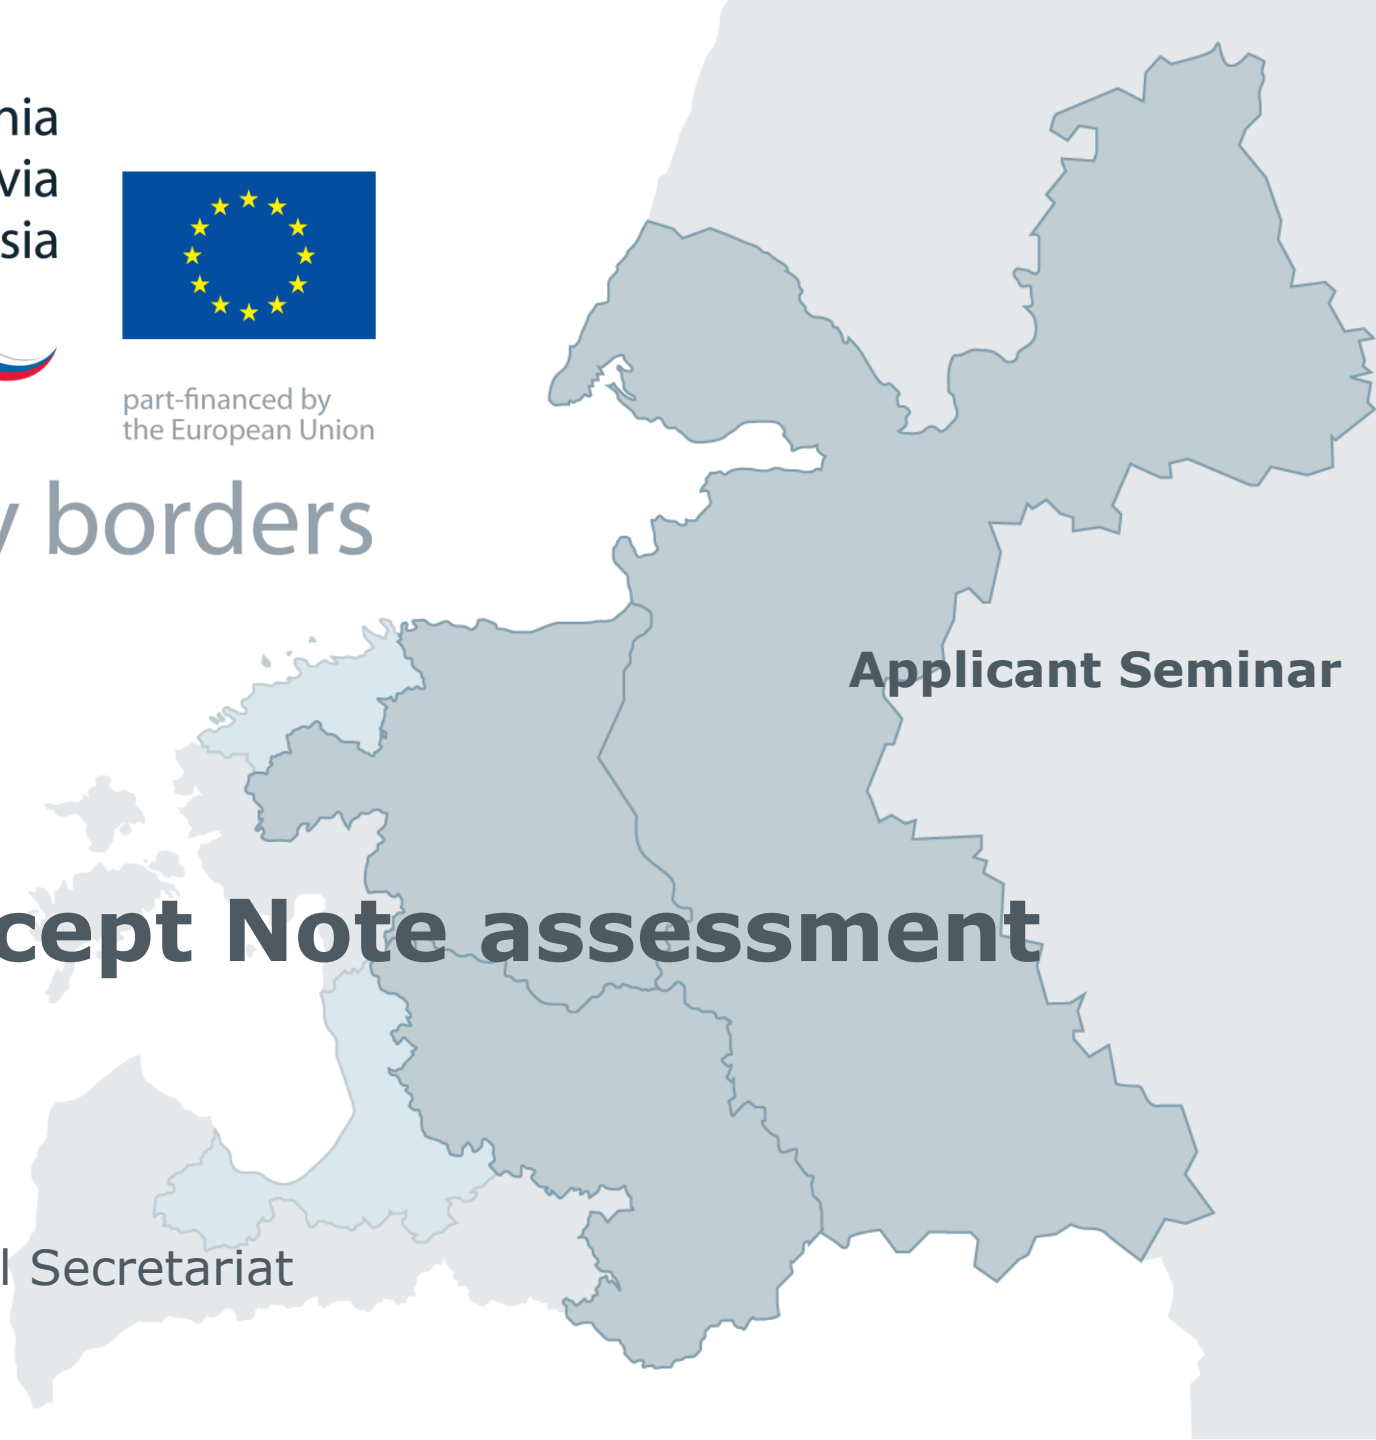 nia
via
sia
part-financed by
the European Union
y borders
Applicant Seminar
cept Note assessment
l Secretariat